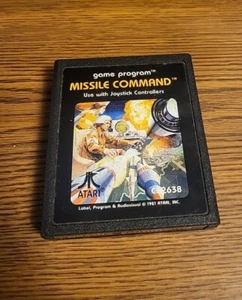 game program™
MISSILE COMMAND™
Use with Joystick Controllers
ATARI®
CX2638
Label, Program & Audiovisual © 1981 ATARI, INC.